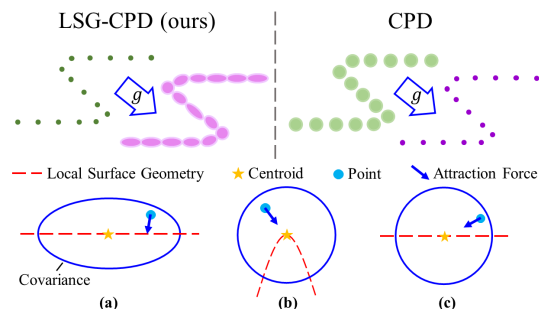 LSG-CPD (ours)
CPD
g
g
Local Surface Geometry
Centroid
Point
Attraction Force
Covariance
(a)
(b)
(c)